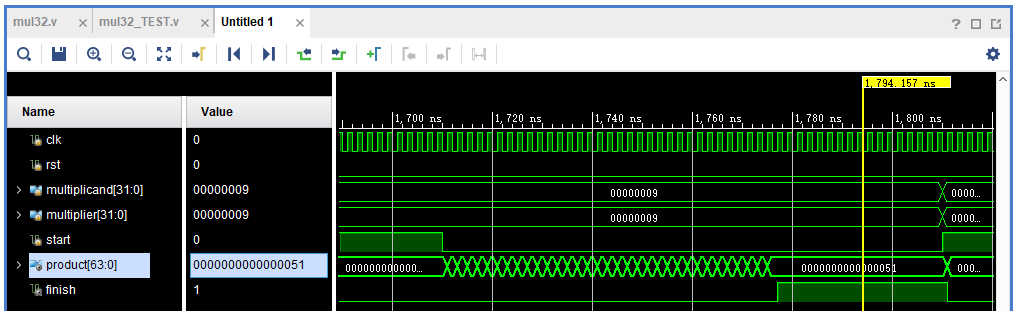 mul32.v × mul32_TEST.v × Untitled 1 × ?
1,794.157 ns
Name Value 1,700 ns 1,720 ns 1,740 ns 1,760 ns 1,780 ns 1,800 ns
clk 0
rst 0
multiplicand[31:0] 00000009 00000009 0000...
multiplier[31:0] 00000009 00000009 0000...
start 0
product[63:0] 0000000000000051 000000000000... 0000000000000051 000...
finish 1